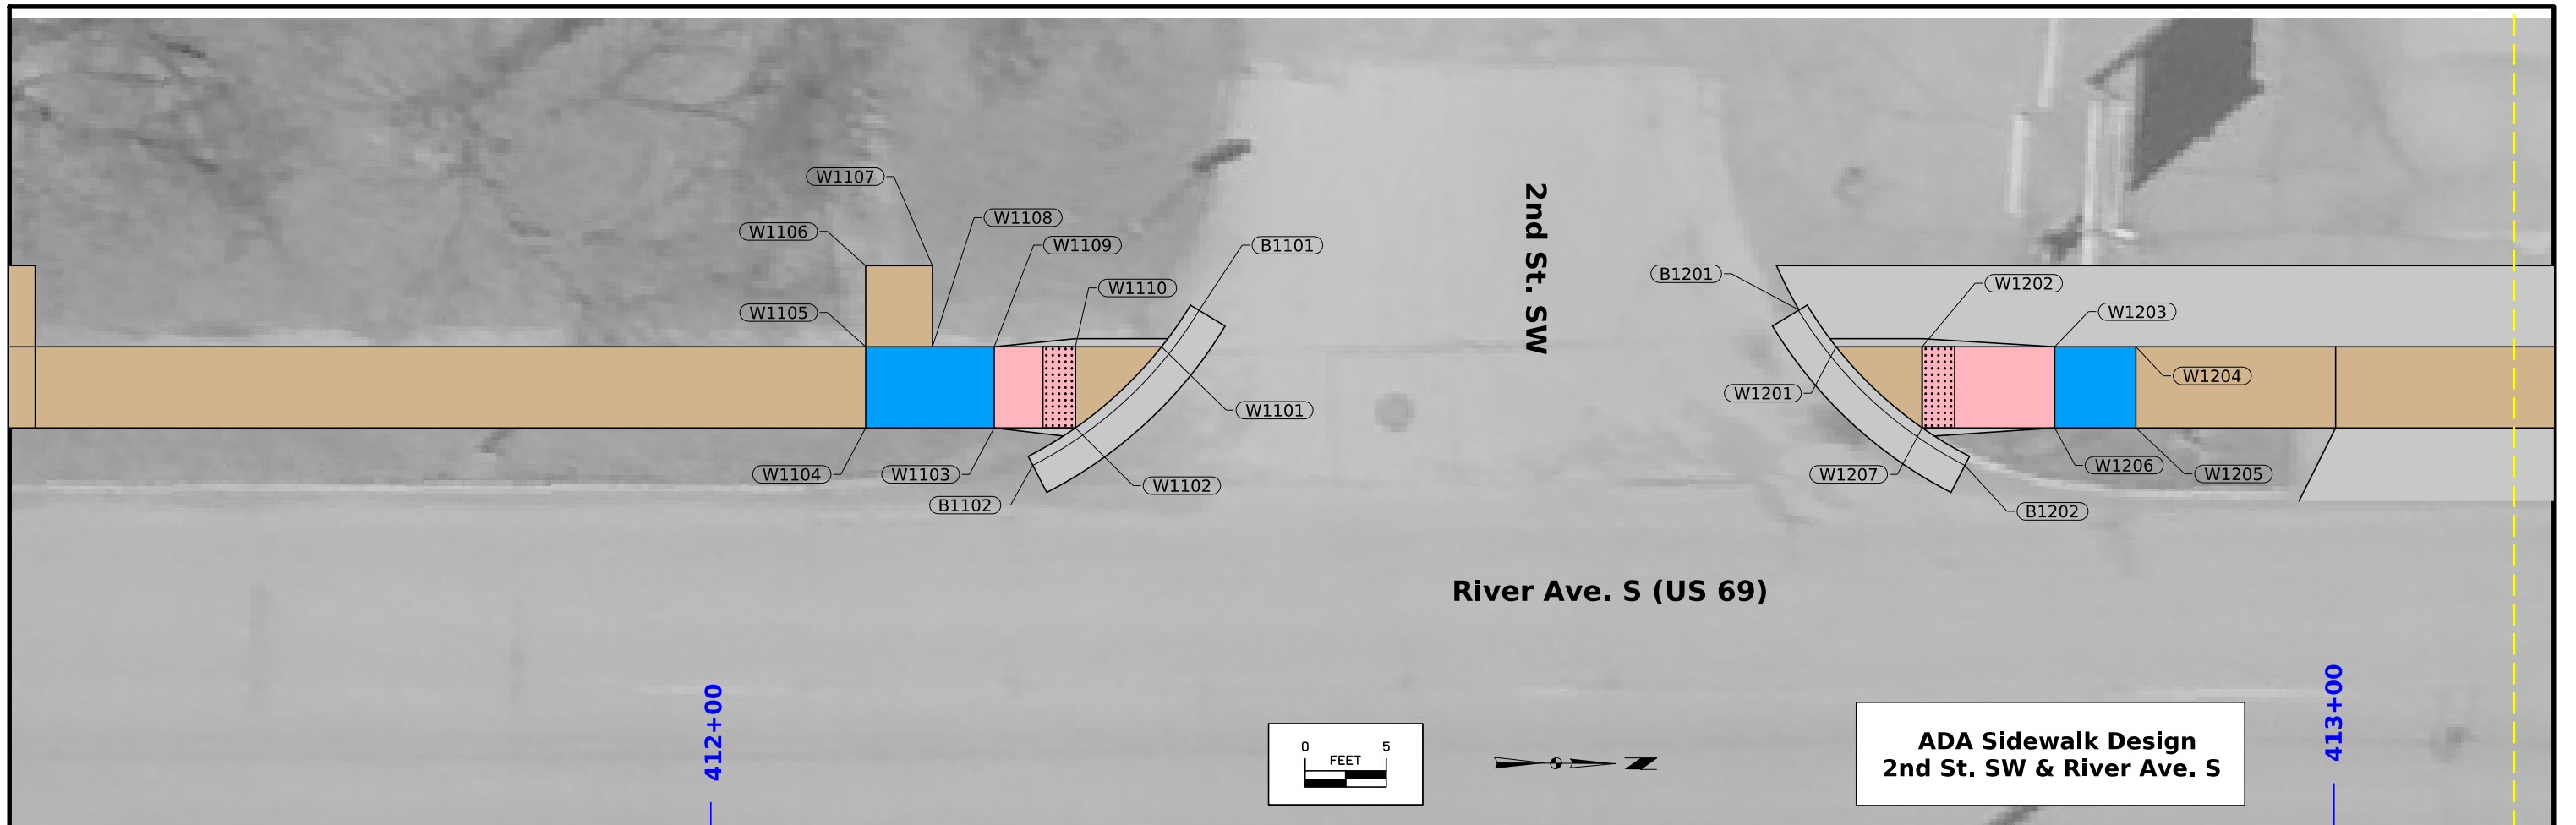 W1107
W1108
W1106
W1109
B1101
W1110
W1105
W1101
W1104
W1103
W1102
B1102
2nd St. SW
B1201
W1202
W1203
W1204
W1201
W1207
W1206
W1205
B1202
River Ave. S (US 69)
412+00
0 5
FEET
ADA Sidewalk Design
2nd St. SW & River Ave. S
413+00